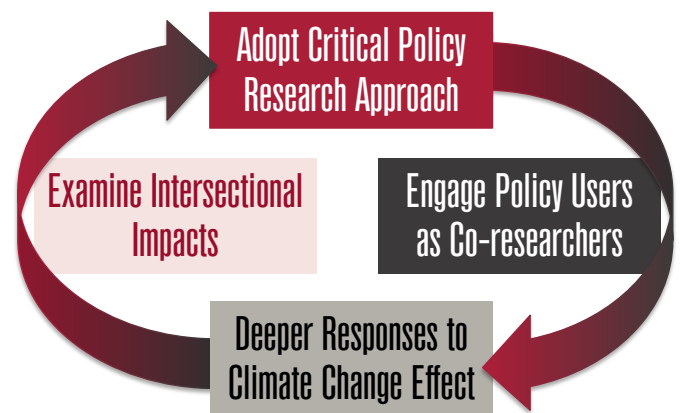 Adopt Critical Policy
Research Approach
Examine Intersectional
Impacts
Engage Policy Users
as Co-researchers
Deeper Responses to
Climate Change Effect